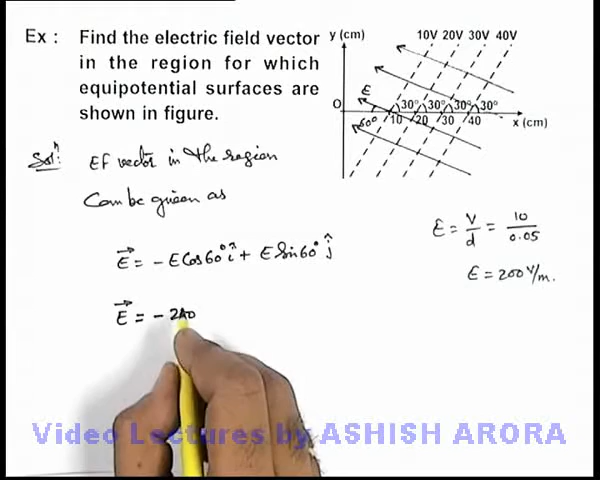 Ex : Find the electric field vector
in the region for which
equipotential surfaces are
shown in figure.
y (cm)
10V 20V 30V 40V
E
O
30° 30° 30° 30°
60°
10 20 30 40
x (cm)
Solⁿ: EF vector in the region
Can be given as
E = V/d = 10/0.05
E⃗ = - E Cos 60° î + E Sin 60° ĵ
E = 200 V/m.
E⃗ = - 200
Video Lectures by ASHISH ARORA